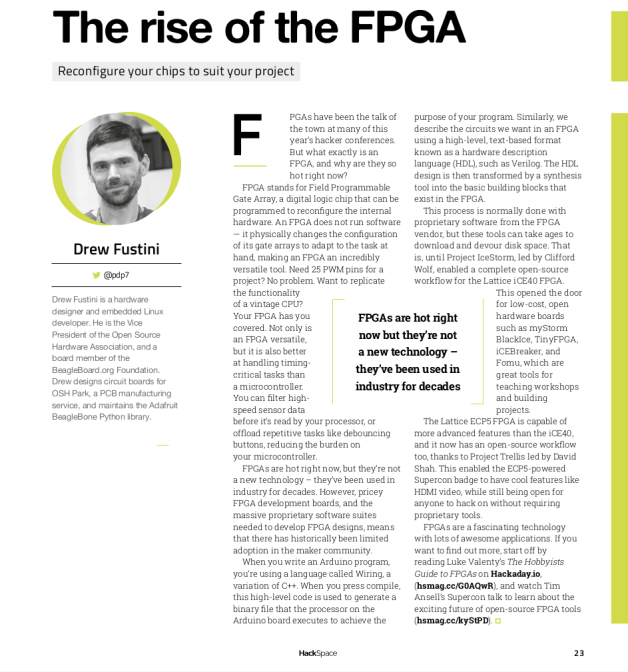 The rise of the FPGA
Reconfigure your chips to suit your project
Drew Fustini
@pdp7
Drew Fustini is a hardware
designer and embedded Linux
developer. He is the Vice
President of the Open Source
Hardware Association, and a
board member of the
BeagleBoard.org Foundation.
Drew designs circuit boards for
OSH Park, a PCB manufacturing
service, and maintains the Adafruit
BeagleBone Python library.
FPGAs have been the talk of
the town at many of this
year's hacker conferences.
But what exactly is an
FPGA, and why are they so
hot right now?
FPGA stands for Field Programmable
Gate Array, a digital logic chip that can be
programmed to reconfigure the internal
hardware. An FPGA does not run software
– it physically changes the configuration
of its gate arrays to adapt to the task at
hand, making an FPGA an incredibly
versatile tool. Need 25 PWM pins for a
project? No problem. Want to replicate
the functionality
of a vintage CPU?
Your FPGA has you
covered. Not only is
an FPGA versatile,
but it is also better
at handling timing-
critical tasks than
a microcontroller.
You can filter high-
speed sensor data
before it's read by your processor, or
offload repetitive tasks like debouncing
buttons, reducing the burden on
your microcontroller.
FPGAs are hot right now, but they're not
a new technology – they've been used in
industry for decades. However, pricey
FPGA development boards, and the
massive proprietary software suites
needed to develop FPGA designs, means
that there has historically been limited
adoption in the maker community.
When you write an Arduino program,
you're using a language called Wiring, a
variation of C++. When you press compile,
this high-level code is used to generate a
binary file that the processor on the
Arduino board executes to achieve the
purpose of your program. Similarly, we
describe the circuits we want in an FPGA
using a high-level, text-based format
known as a hardware description
language (HDL), such as Verilog. The HDL
design is then transformed by a synthesis
tool into the basic building blocks that
exist in the FPGA.
This process is normally done with
proprietary software from the FPGA
vendor, but these tools can take ages to
download and devour disk space. That
is, until Project IceStorm, led by Clifford
Wolf, enabled a complete open-source
workflow for the Lattice iCE40 FPGA.
This opened the door
for low-cost, open
hardware boards
such as myStorm
BlackIce, TinyFPGA,
iCEBreaker, and
Fomu, which are
great tools for
teaching workshops
and building
projects.
The Lattice ECP5 FPGA is capable of
more advanced features than the iCE40,
and it now has an open-source workflow
too, thanks to Project Trellis led by David
Shah. This enabled the ECP5-powered
Supercon badge to have cool features like
HDMI video, while still being open for
anyone to hack on without requiring
proprietary tools.
FPGAs are a fascinating technology
with lots of awesome applications. If you
want to find out more, start off by
reading Luke Valenty's The Hobbyists
Guide to FPGAs on Hackaday.io,
(hsmag.cc/G0AQwR), and watch Tim
Ansell's Supercon talk to learn about the
exciting future of open-source FPGA tools
(hsmag.cc/kyStPD).
FPGAs are hot right
now but they're not
a new technology –
they've been used in
industry for decades
HackSpace
23